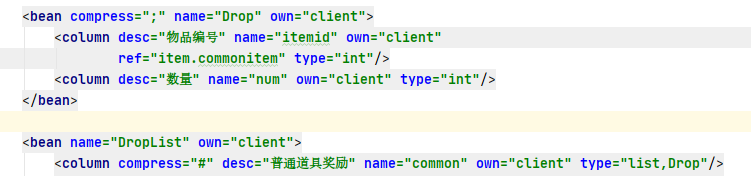 <bean compress=";" name="Drop" own="client">
<column desc="物品编号" name="itemid" own="client"
ref="item.commonitem" type="int"/>
<column desc="数量" name="num" own="client" type="int"/>
</bean>
<bean name="DropList" own="client">
<column compress="#" desc="普通道具奖励" name="common" own="client" type="list,Drop"/>